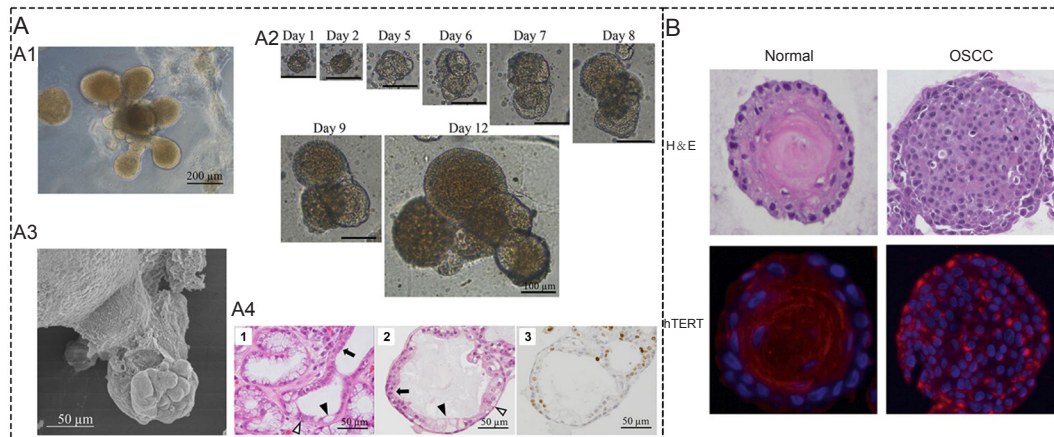 A
A1
200 µm
A2
Day 1 Day 2 Day 5 Day 6 Day 7 Day 8
Day 9 Day 12
100 µm
A3
50 µm
A4
1
50 µm
2
50 µm
3
50 µm
B
Normal OSCC
H&E
hTERT